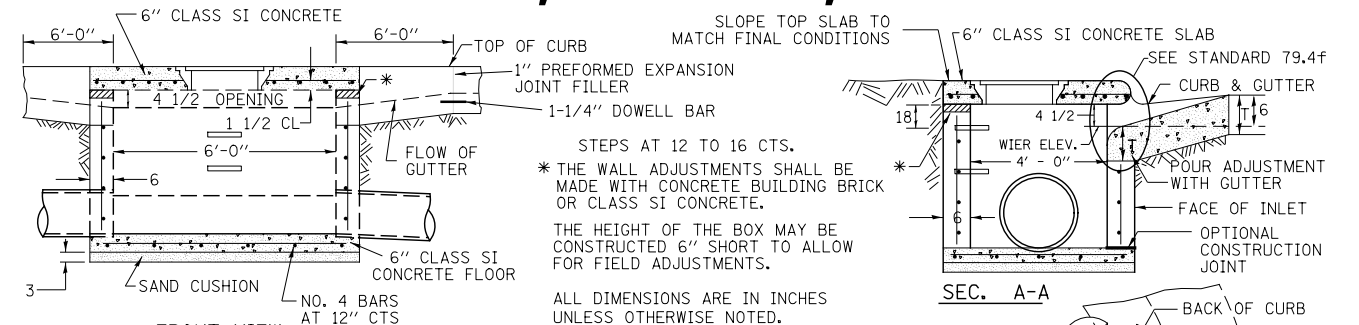 6" CLASS SI CONCRETE
6'-0"
6'-0"
TOP OF CURB
*
1" PREFORMED EXPANSION
JOINT FILLER
4 1/2 OPENING
1-1/4" DOWELL BAR
1 1/2 CL
6'-0"
FLOW OF
GUTTER
6
6" CLASS SI
CONCRETE FLOOR
SAND CUSHION
3
NO. 4 BARS
AT 12" CTS
STEPS AT 12 TO 16 CTS.
* THE WALL ADJUSTMENTS SHALL BE
MADE WITH CONCRETE BUILDING BRICK
OR CLASS SI CONCRETE.
THE HEIGHT OF THE BOX MAY BE
CONSTRUCTED 6" SHORT TO ALLOW
FOR FIELD ADJUSTMENTS.
ALL DIMENSIONS ARE IN INCHES
UNLESS OTHERWISE NOTED.
SLOPE TOP SLAB TO
MATCH FINAL CONDITIONS
6" CLASS SI CONCRETE SLAB
SEE STANDARD 79.4f
CURB & GUTTER
18
4 1/2
T
6
WIER ELEV.
T
*
4' - 0"
POUR ADJUSTMENT
WITH GUTTER
6
FACE OF INLET
OPTIONAL
CONSTRUCTION
JOINT
SEC. A-A
BACK OF CURB